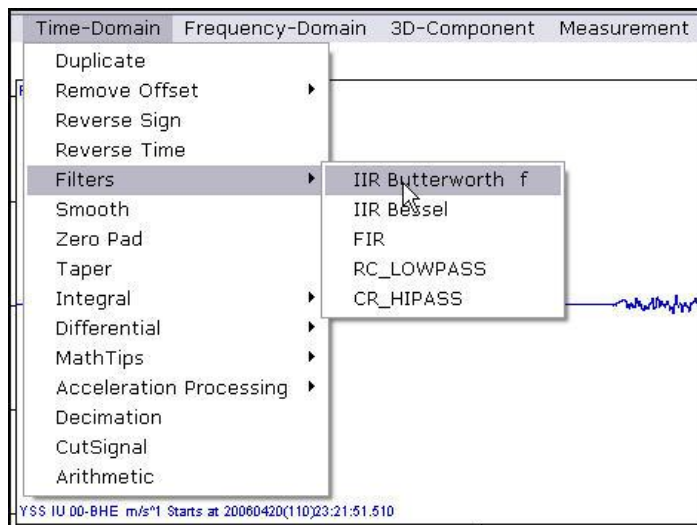 Time-Domain Frequency-Domain 3D-Component Measurement
Duplicate
Remove Offset
Reverse Sign
Reverse Time
Filters
Smooth
Zero Pad
Taper
Integral
Differential
MathTips
Acceleration Processing
Decimation
CutSignal
Arithmetic
IIR Butterworth f
IIR Bessel
FIR
RC_LOWPASS
CR_HIPASS
YSS IU 00-BHE m/s^1 Starts at 20060420(110)23:21:51.510